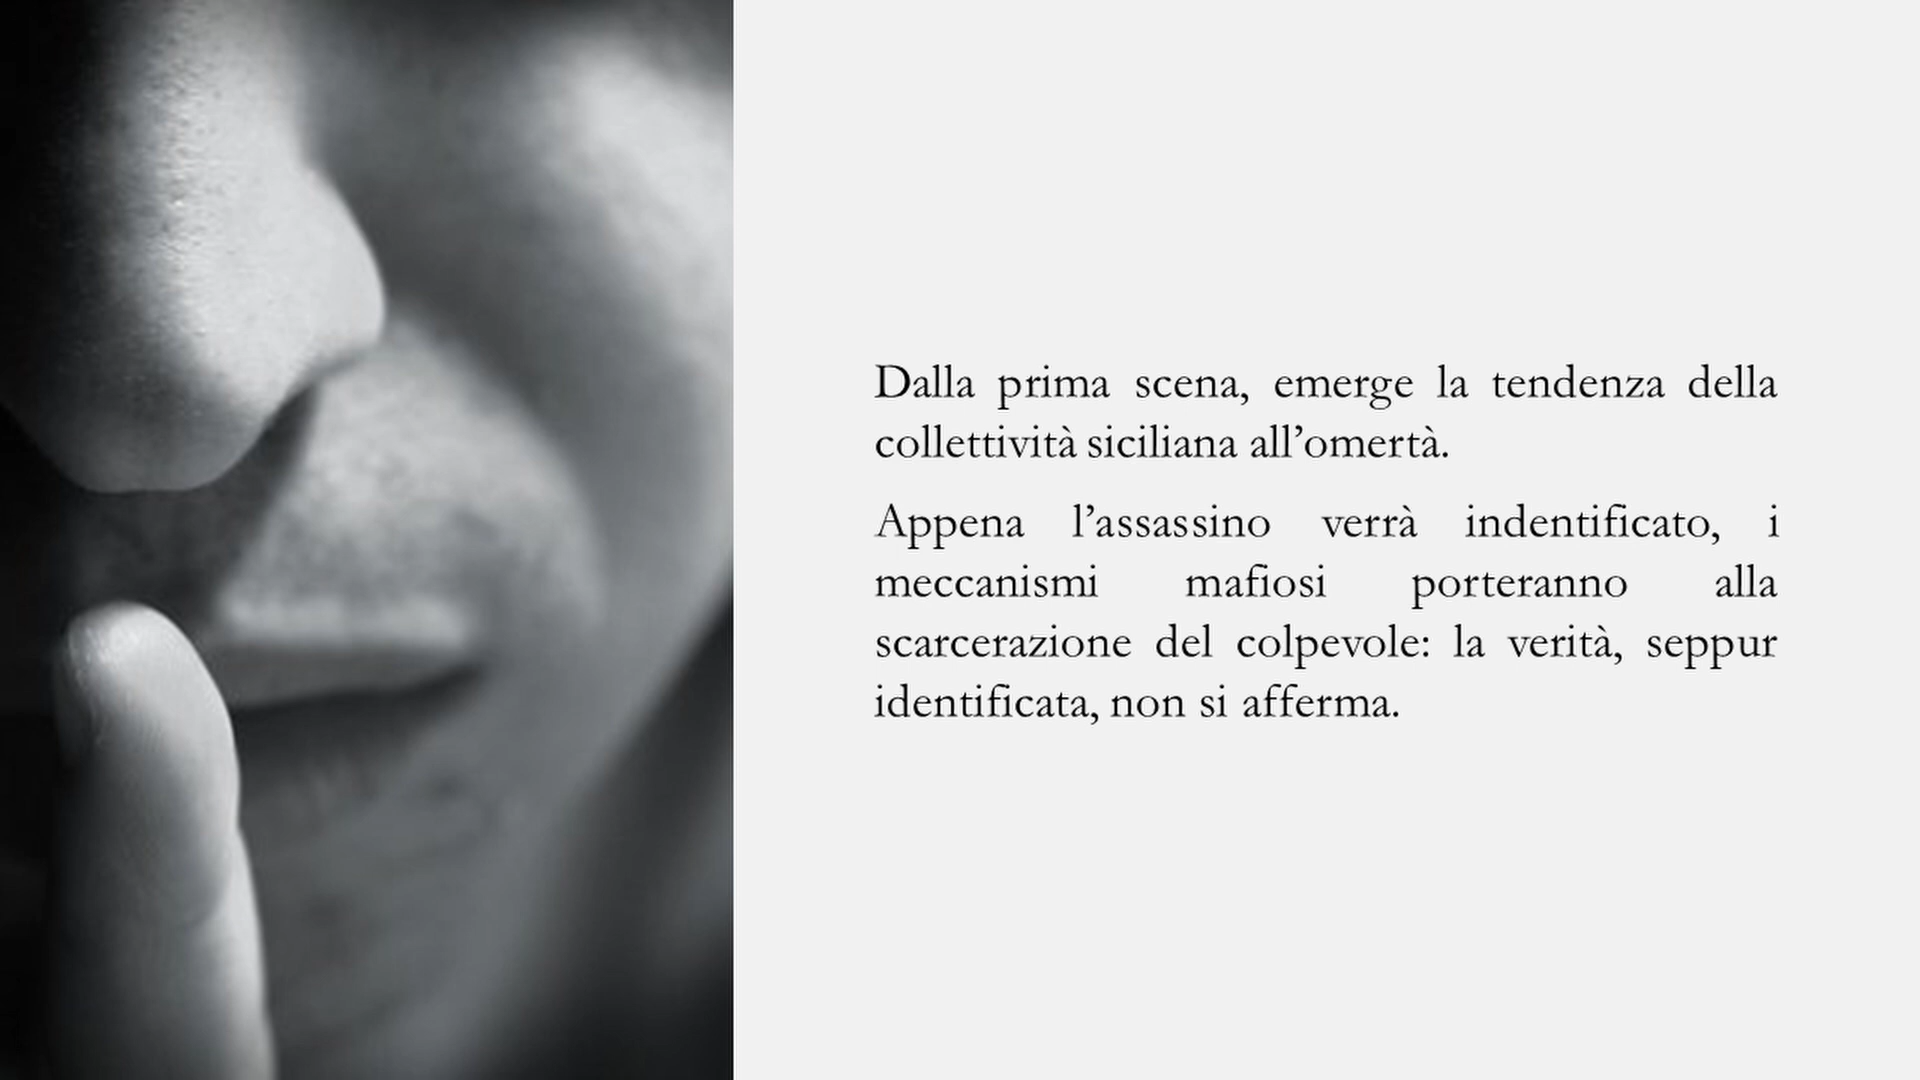 Dalla prima scena, emerge la tendenza della
collettività siciliana all’omertà.
Appena l’assassino verrà indentificato, i
meccanismi mafiosi porteranno alla
scarcerazione del colpevole: la verità, seppur
identificata, non si afferma.